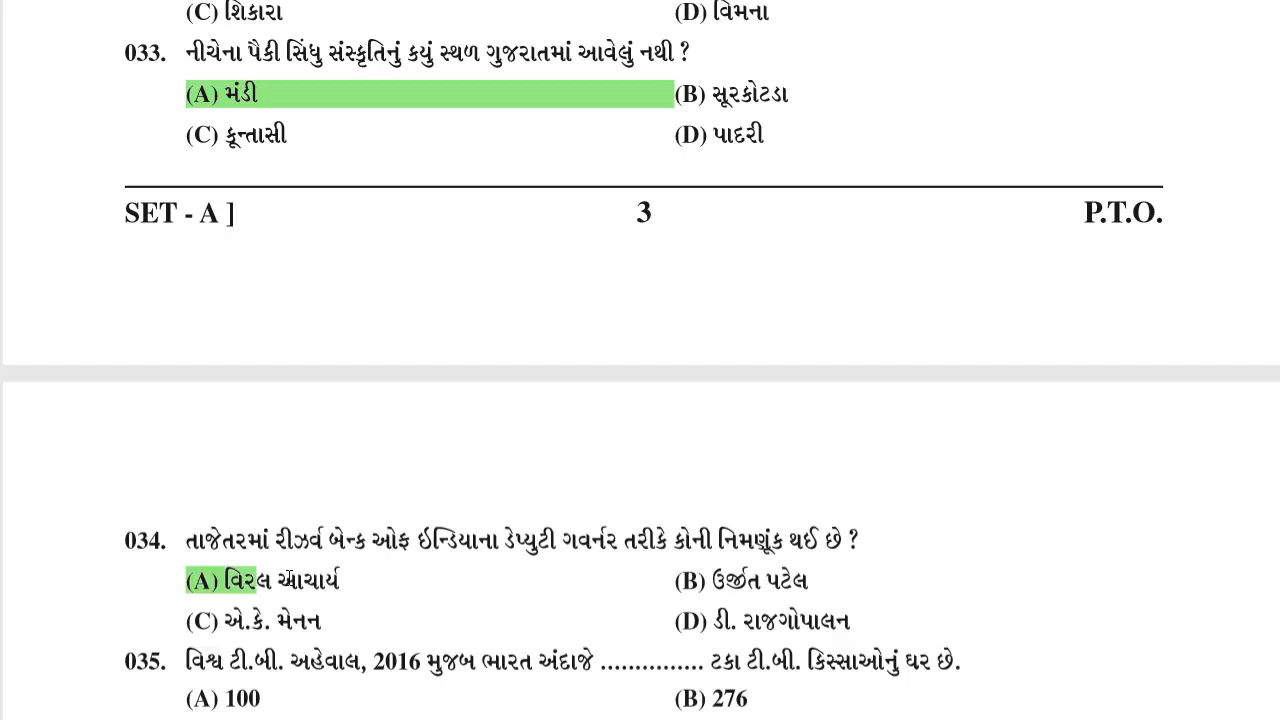 (C) શિકારા (D) વિમના
033. નીચેના પૈકી સિંધુ સંસ્કૃતિનું કયું સ્થળ ગુજરાતમાં આવેલું નથી ?
(A) મંડી (B) સૂરકોટડા
(C) કૂન્તાસી (D) પાદરી
SET - A ] 3 P.T.O.
034. તાજેતરમાં રીઝર્વ બેન્ક ઓફ ઇન્ડિયાના ડેપ્યુટી ગવર્નર તરીકે કોની નિમણૂંક થઈ છે ?
(A) વિરલ આચાર્ય (B) ઉર્જીત પટેલ
(C) એ.કે. મેનન (D) ડી. રાજગોપાલન
035. વિશ્વ ટી.બી. અહેવાલ, 2016 મુજબ ભારત અંદાજે ............... ટકા ટી.બી. કિસ્સાઓનું ઘર છે.
(A) 100 (B) 276